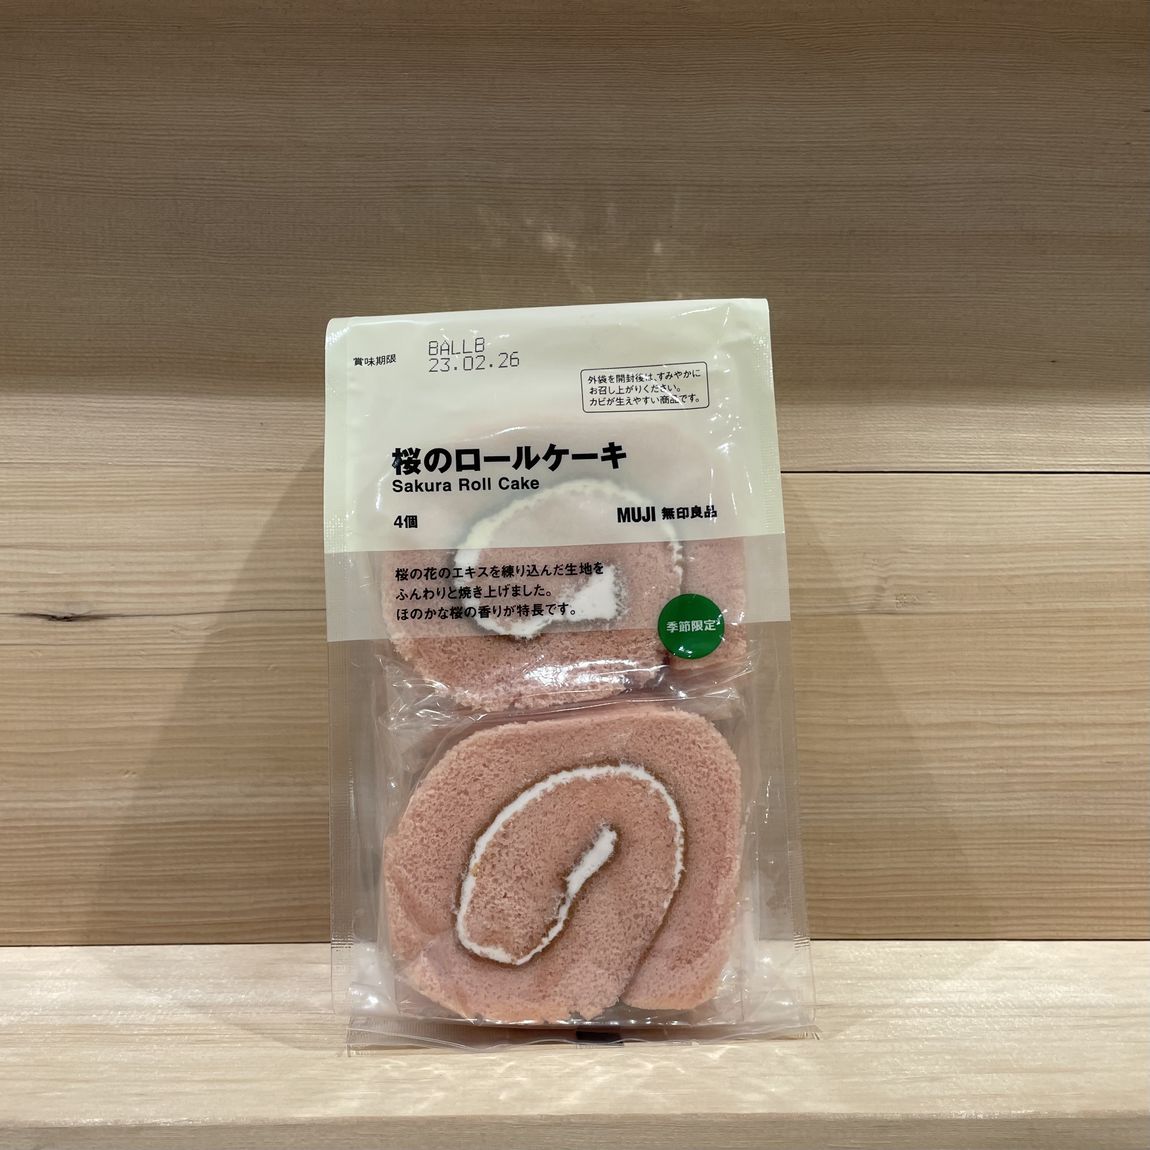 賞味期限
BALLB
23.02.26
外袋を開封後は、すみやかに
お召し上がりください。
カビが生えやすい商品です。
桜のロールケーキ
Sakura Roll Cake
4個
MUJI 無印良品
桜の花のエキスを練り込んだ生地を
ふんわりと焼き上げました。
ほのかな桜の香りが特長です。
季節限定